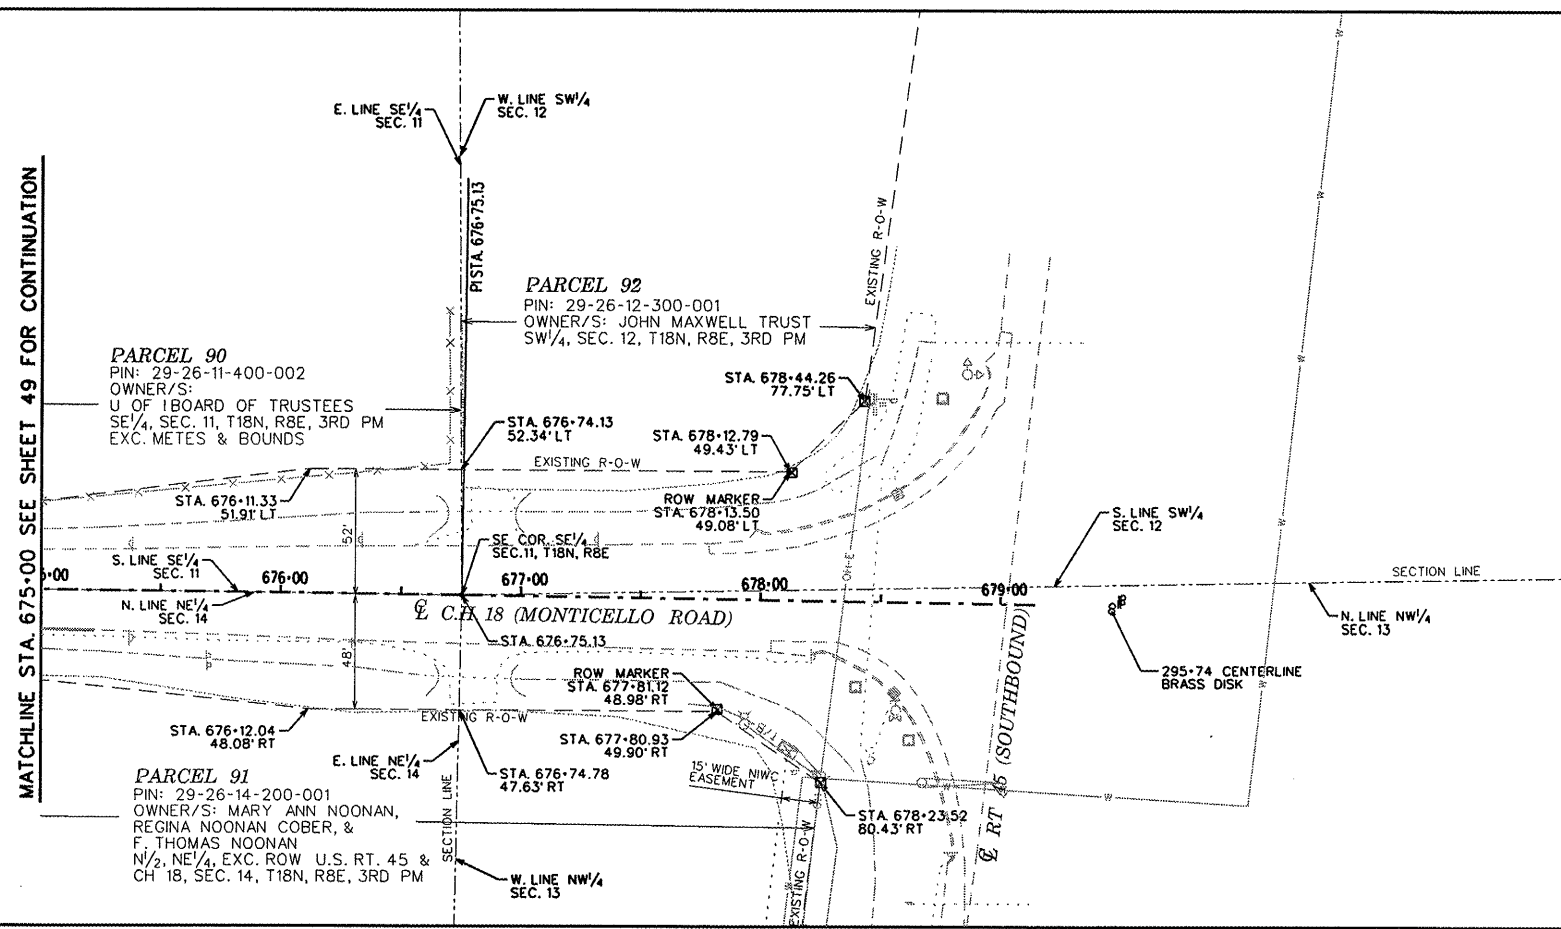 MATCHLINE STA. 675+00 SEE SHEET 49 FOR CONTINUATION
E. LINE SE¼
SEC. 11
W. LINE SW¼
SEC. 12
PI STA. 676+75.13
EXISTING R-O-W
PARCEL 92
PIN: 29-26-12-300-001
OWNER/S: JOHN MAXWELL TRUST
SW¼, SEC. 12, T18N, R8E, 3RD PM
PARCEL 90
PIN: 29-26-11-400-002
OWNER/S:
U OF I BOARD OF TRUSTEES
SE¼, SEC. 11, T18N, R8E, 3RD PM
EXC. METES & BOUNDS
STA. 678+44.26
77.75' LT
STA. 676+74.13
52.34' LT
STA. 678+12.79
49.43' LT
EXISTING R-O-W
STA. 676+11.33
51.91' LT
ROW MARKER
STA. 678+13.50
49.08' LT
52'
SE COR. SE¼
SEC. 11, T18N, R8E
OH-E
S. LINE SW¼
SEC. 12
S. LINE SE¼
SEC. 11
5+00
676+00
677+00
678+00
679+00
SECTION LINE
N. LINE NE¼
SEC. 14
℄ C.H. 18 (MONTICELLO ROAD)
N. LINE NW¼
SEC. 13
STA. 676+75.13
48'
ROW MARKER
STA. 677+81.12
48.98' RT
295+74 CENTERLINE
BRASS DISK
EXISTING R-O-W
STA. 676+12.04
48.08' RT
STA. 677+80.93
49.90' RT
T/B
E. LINE NE¼
SEC. 14
STA. 676+74.78
47.63' RT
15' WIDE NIWC
EASEMENT
℄ RT 45 (SOUTHBOUND)
PARCEL 91
PIN: 29-26-14-200-001
OWNER/S: MARY ANN NOONAN,
REGINA NOONAN COBER, &
F. THOMAS NOONAN
N½, NE¼, EXC. ROW U.S. RT. 45 &
CH 18, SEC. 14, T18N, R8E, 3RD PM
SECTION LINE
STA. 678+23.52
80.43' RT
EXISTING R-O-W
W. LINE NW¼
SEC. 13